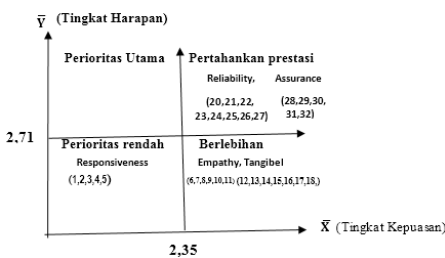 Y̅ (Tingkat Harapan)
Perioritas Utama
Pertahankan prestasi
Reliability, Assurance
(20,21,22,
23,24,25,26,27)
(28,29,30,
31,32)
2,71
Perioritas rendah
Responsiveness
(1,2,3,4,5)
Berlebihan
Empathy, Tangibel
(6,7,8,9,10,11) (12,13,14,15,16,17,18,)
X̅ (Tingkat Kepuasan)
2,35